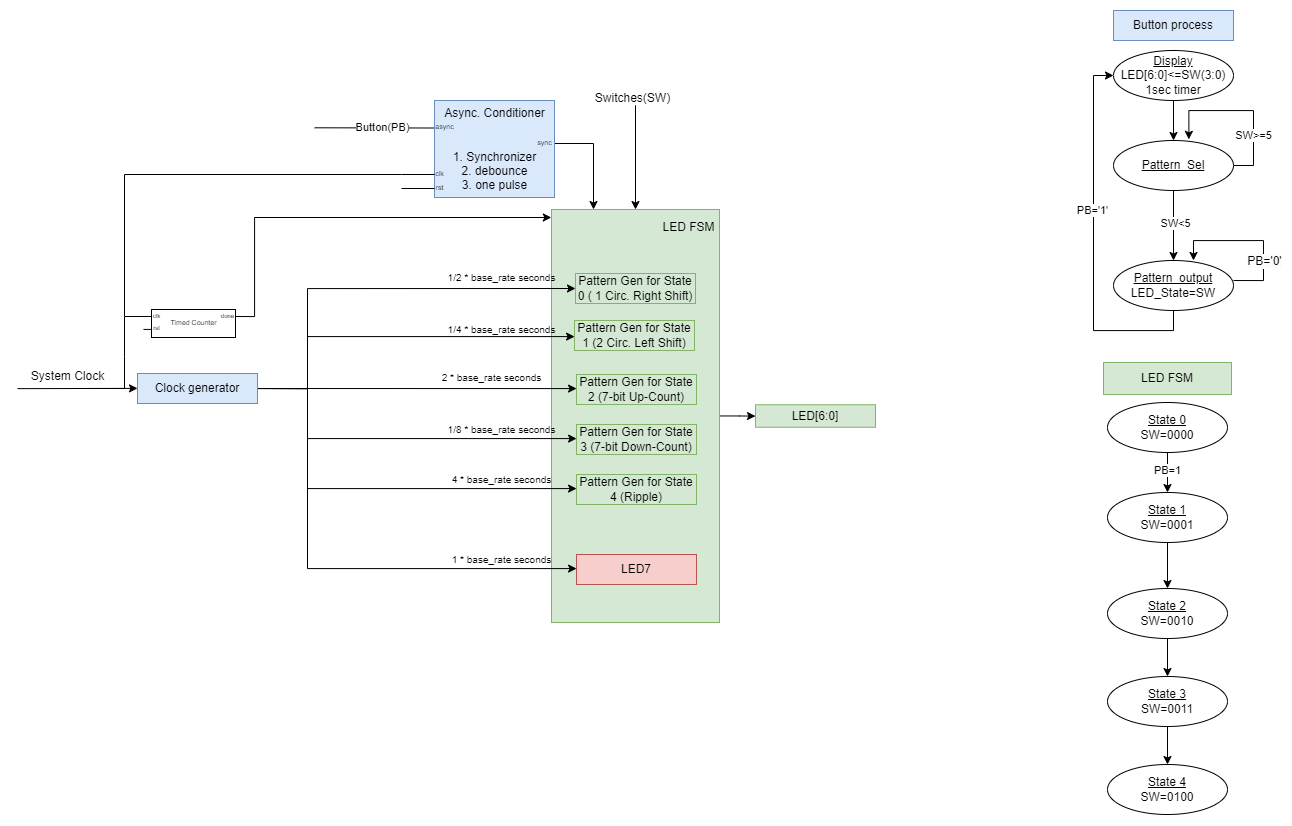 Button process
Display
LED[6:0]<=SW(3:0)
1sec timer
SW>=5
Pattern_Sel
PB='1'
SW<5
PB='0'
Pattern_output
LED_State=SW
Switches(SW)
Async. Conditioner
Button(PB)
async
sync
1. Synchronizer
2. debounce
3. one pulse
clk
rst
LED FSM
1/2 * base_rate seconds
Pattern Gen for State
0 ( 1 Circ. Right Shift)
clk
done
Timed Counter
rst
1/4 * base_rate seconds
Pattern Gen for State
1 (2 Circ. Left Shift)
System Clock
Clock generator
2 * base_rate seconds
Pattern Gen for State
2 (7-bit Up-Count)
LED[6:0]
1/8 * base_rate seconds
Pattern Gen for State
3 (7-bit Down-Count)
4 * base_rate seconds
Pattern Gen for State
4 (Ripple)
1 * base_rate seconds
LED7
LED FSM
State 0
SW=0000
PB=1
State 1
SW=0001
State 2
SW=0010
State 3
SW=0011
State 4
SW=0100